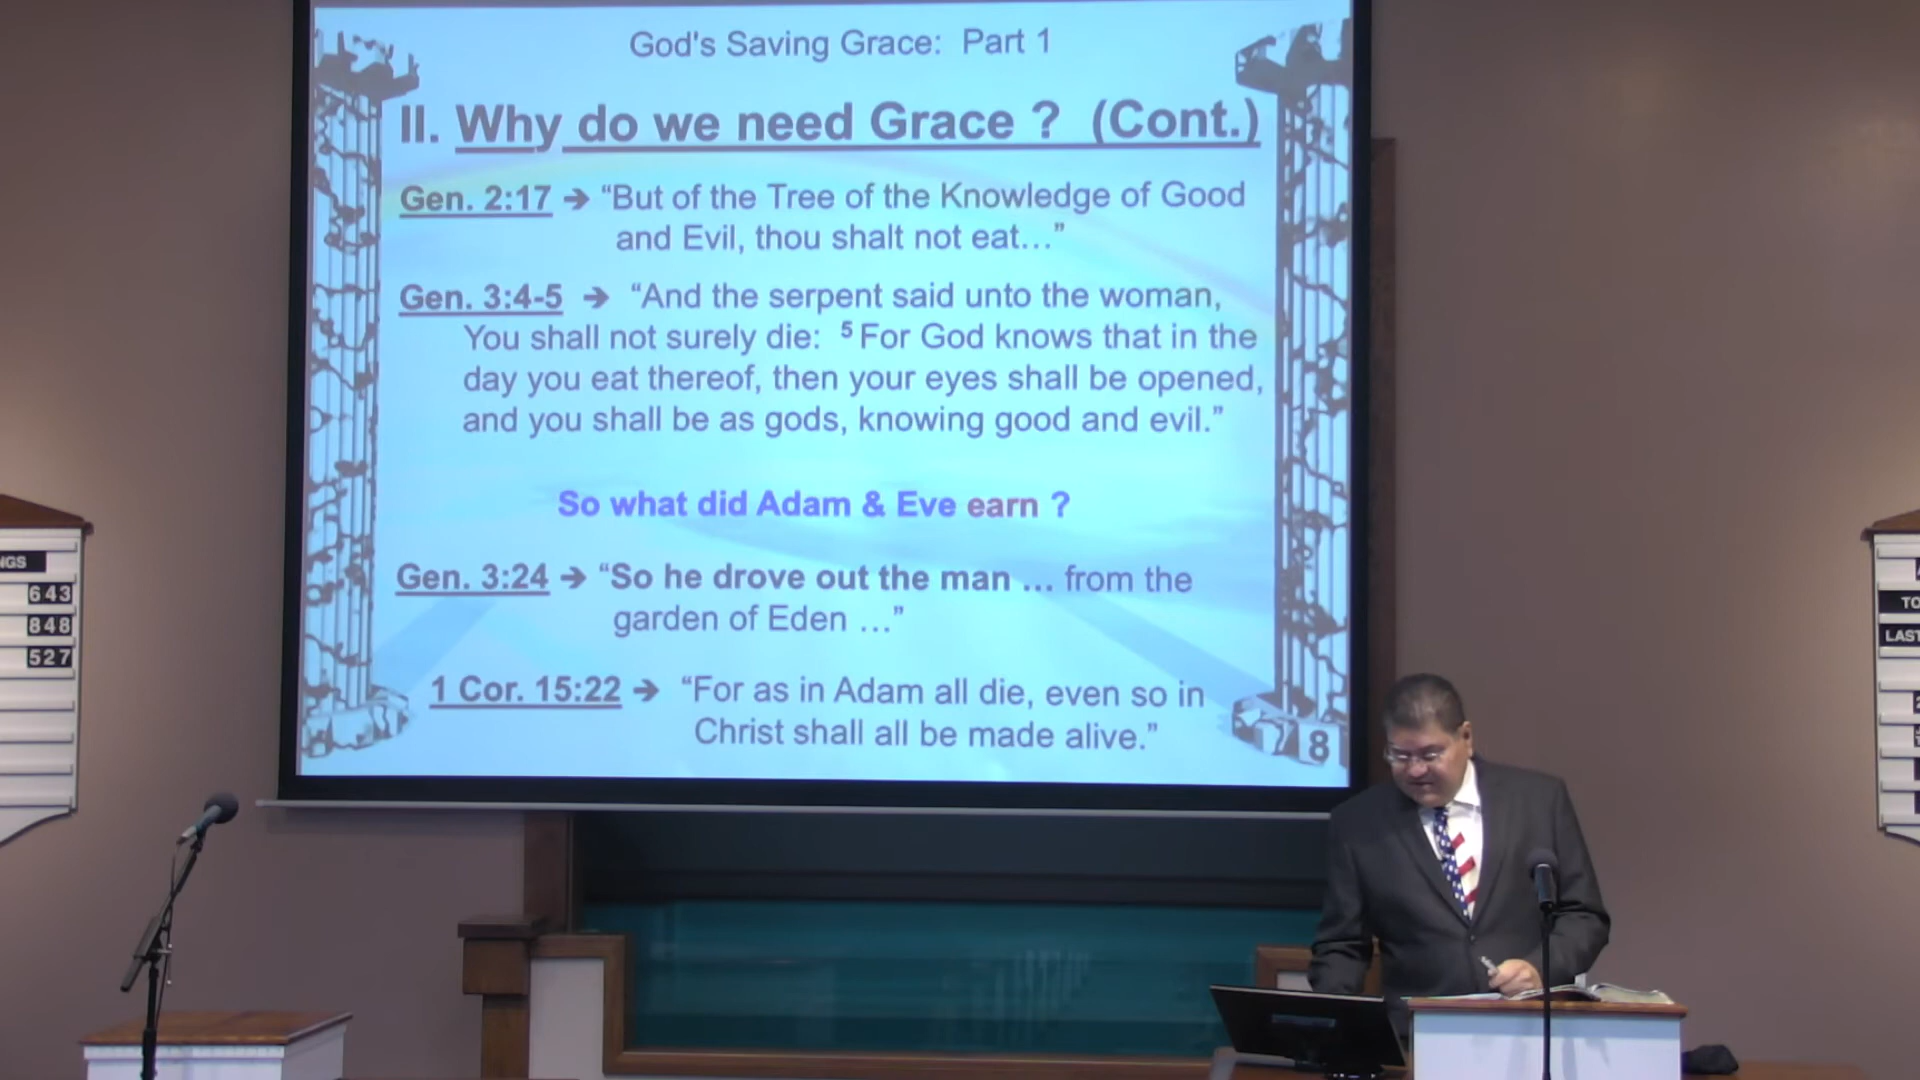 God's Saving Grace: Part 1
II. Why do we need Grace ? (Cont.)
Gen. 2:17 → “But of the Tree of the Knowledge of Good
and Evil, thou shalt not eat…”
Gen. 3:4-5 → “And the serpent said unto the woman,
You shall not surely die: ⁵ For God knows that in the
day you eat thereof, then your eyes shall be opened,
and you shall be as gods, knowing good and evil.”
So what did Adam & Eve earn ?
Gen. 3:24 → “So he drove out the man … from the
garden of Eden …”
1 Cor. 15:22 → “For as in Adam all die, even so in
Christ shall all be made alive.”
8
NGS
643
848
527
TO
LAST